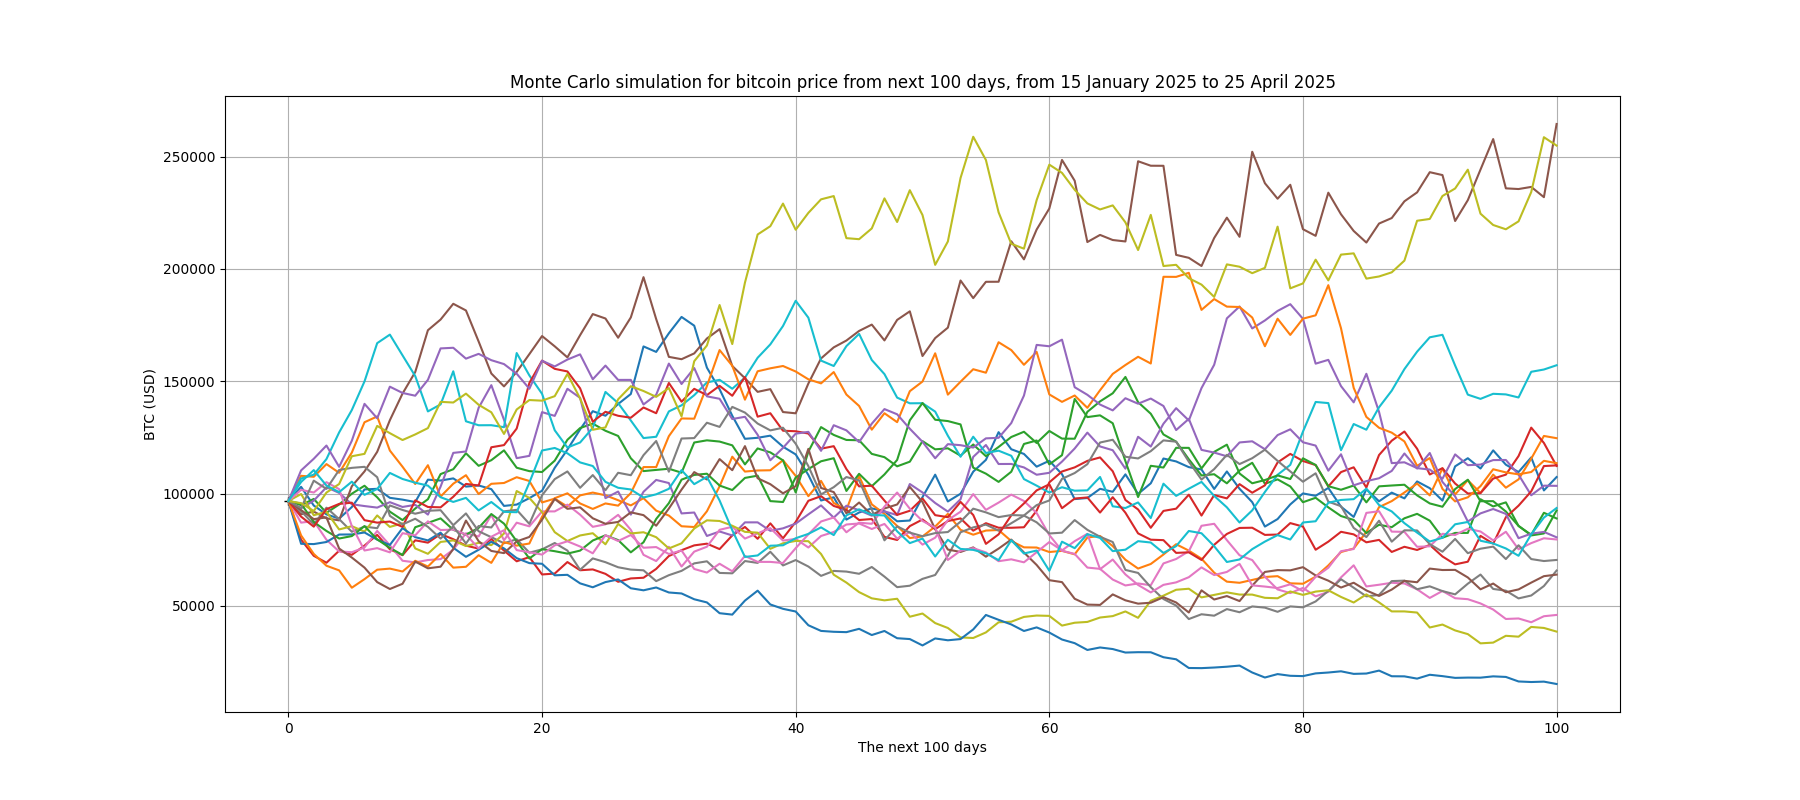 Monte Carlo simulation for bitcoin price from next 100 days, from 15 January 2025 to 25 April 2025
250000
200000
150000
100000
50000
BTC (USD)
0 20 40 60 80 100
The next 100 days